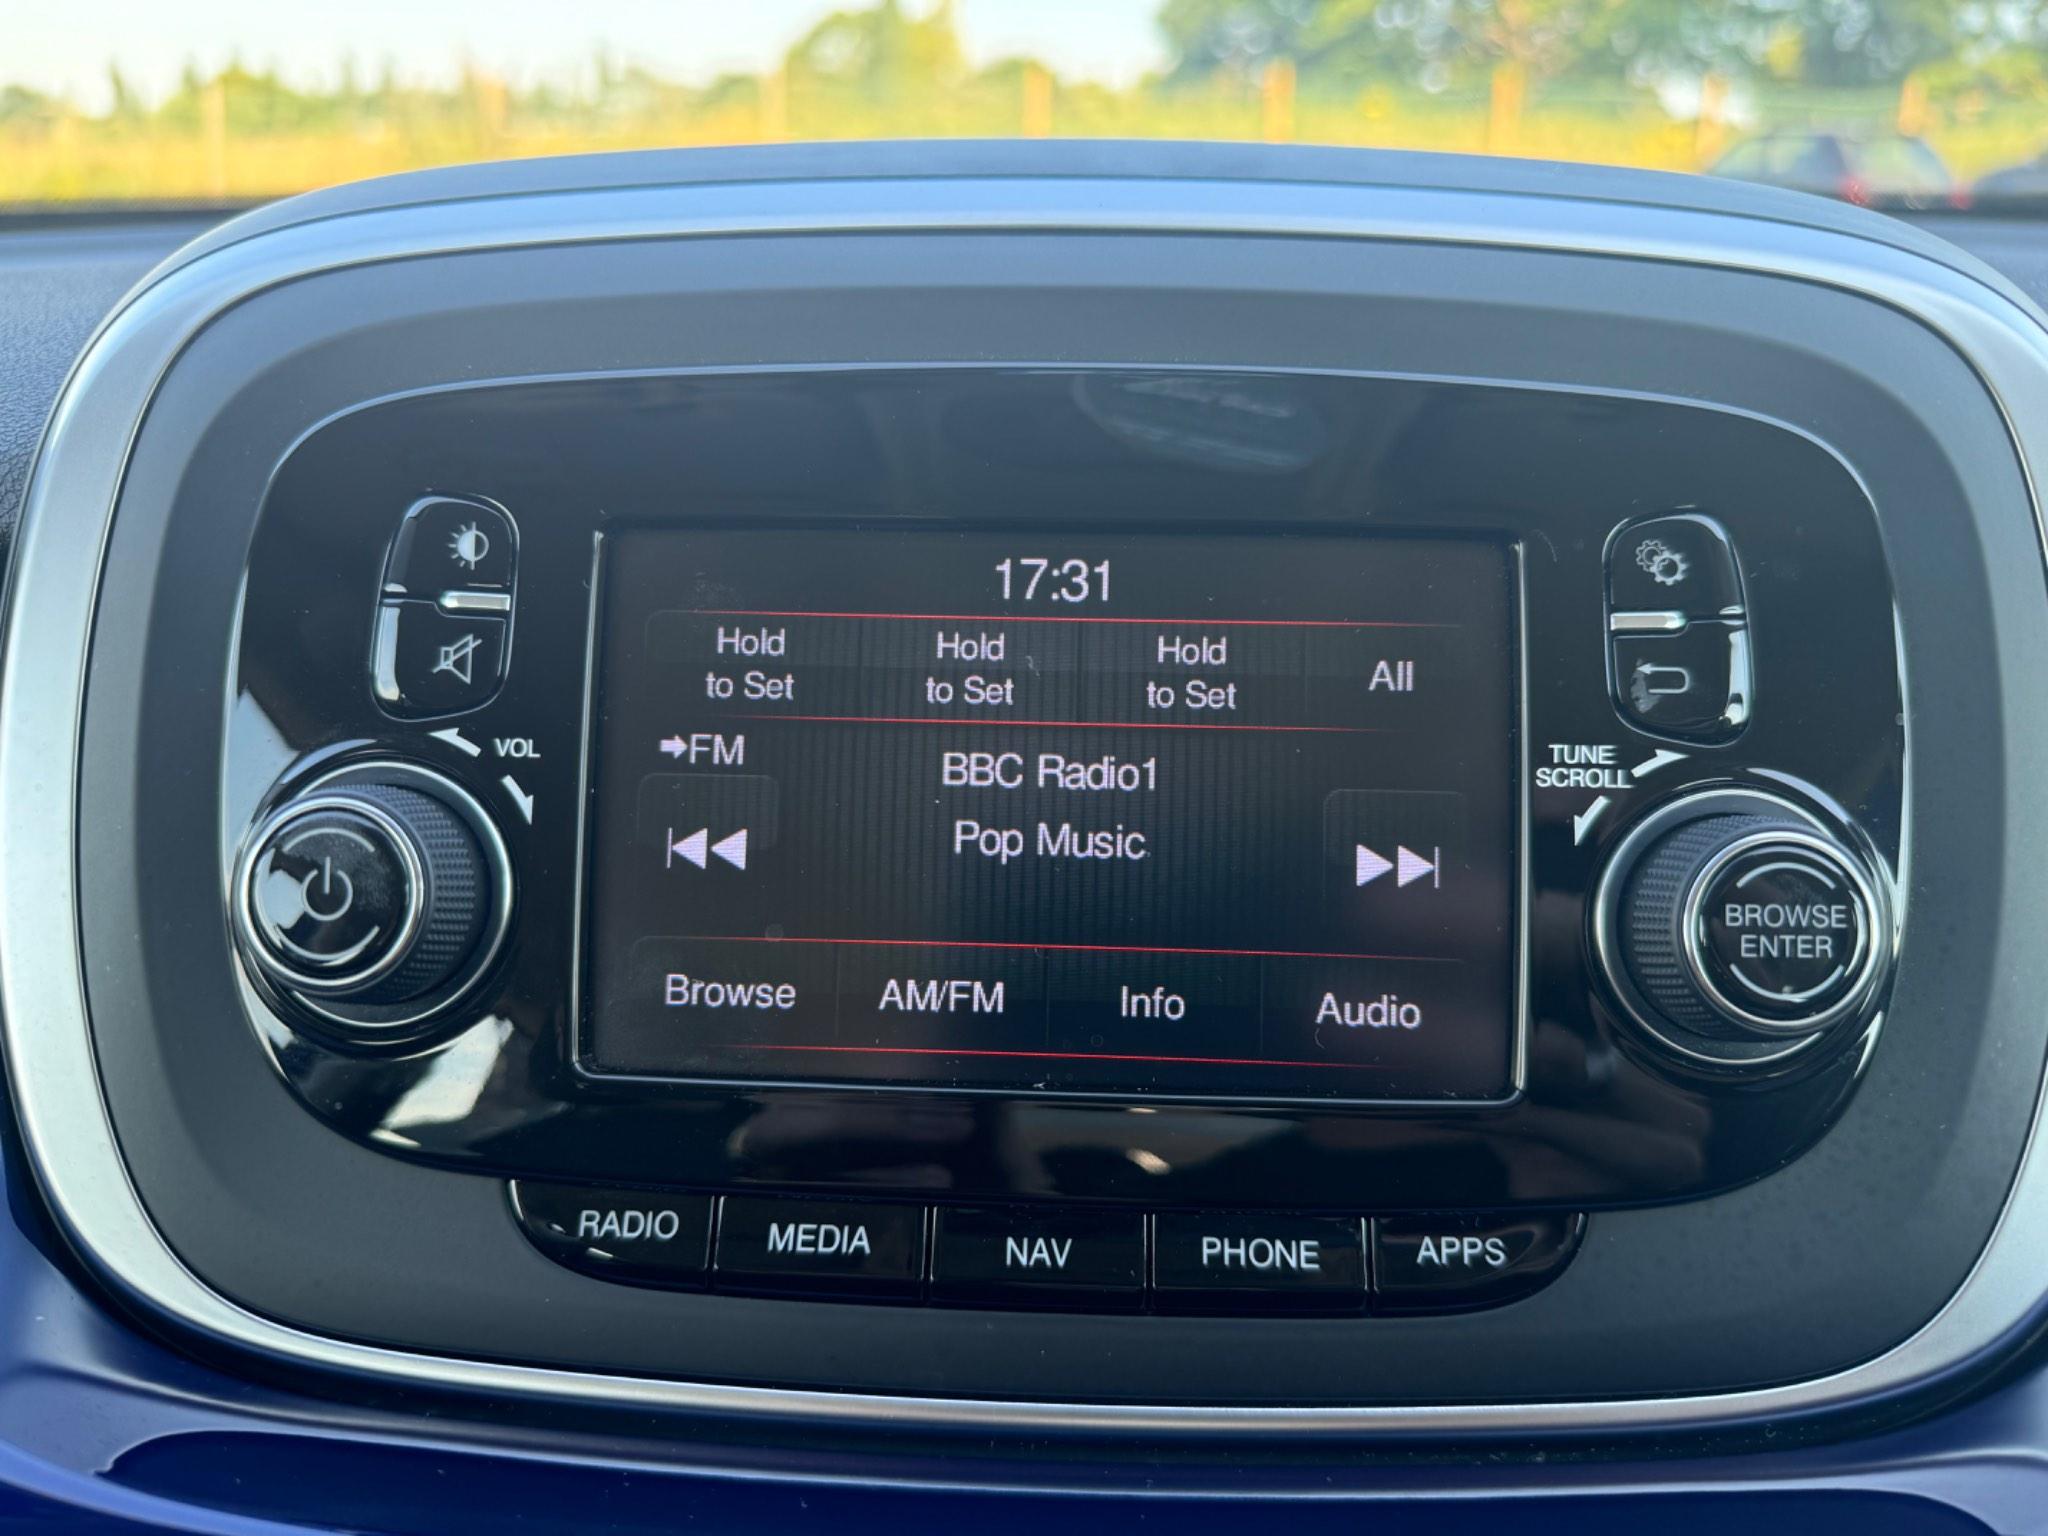 17:31
Hold
to Set
Hold
to Set
Hold
to Set
All
VOL
FM
BBC Radio1
Pop Music
TUNE
SCROLL
BROWSE
ENTER
Browse
AM/FM
Info
Audio
RADIO
MEDIA
NAV
PHONE
APPS